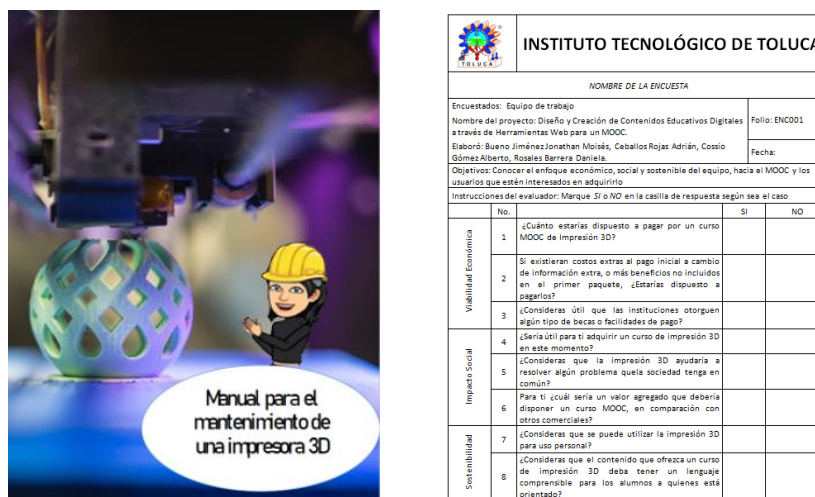 Manual para el
mantenimiento de
una impresora 3D
TOLUCA
INSTITUTO TECNOLÓGICO DE TOLUCA
NOMBRE DE LA ENCUESTA
Encuestados: Equipo de trabajo
Nombre del proyecto: Diseño y Creación de Contenidos Educativos Digitales
a través de Herramientas Web para un MOOC.
Folio: ENC001
Elaboró: Bueno Jiménez Jonathan Moisés, Ceballos Rojas Adrián, Cossio
Gómez Alberto, Rosales Barrera Daniela.
Fecha:
Objetivos: Conocer el enfoque económico, social y sostenible del equipo, hacia el MOOC y los
usuarios que estén interesados en adquirirlo
Instrucciones del evaluador: Marque SI o NO en la casilla de respuesta según sea el caso
No. SI NO
Viabilidad Económica
1 ¿Cuánto estarías dispuesto a pagar por un curso
MOOC de Impresión 3D?
2 Si existieran costos extras al pago inicial a cambio
de información extra, o más beneficios no incluidos
en el primer paquete, ¿Estarías dispuesto a
pagarlos?
3 ¿Consideras útil que las instituciones otorguen
algún tipo de becas o facilidades de pago?
Impacto Social
4 ¿Sería útil para ti adquirir un curso de impresión 3D
en este momento?
5 ¿Consideras que la impresión 3D ayudaría a
resolver algún problema quela sociedad tenga en
común?
6 Para ti ¿cuál sería un valor agregado que debería
disponer un curso MOOC, en comparación con
otros comerciales?
Sostenibilidad
7 ¿Consideras que se puede utilizar la impresión 3D
para uso personal?
8 ¿Consideras que el contenido que ofrezca un curso
de impresión 3D deba tener un lenguaje
comprensible para los alumnos a quienes está
orientado?